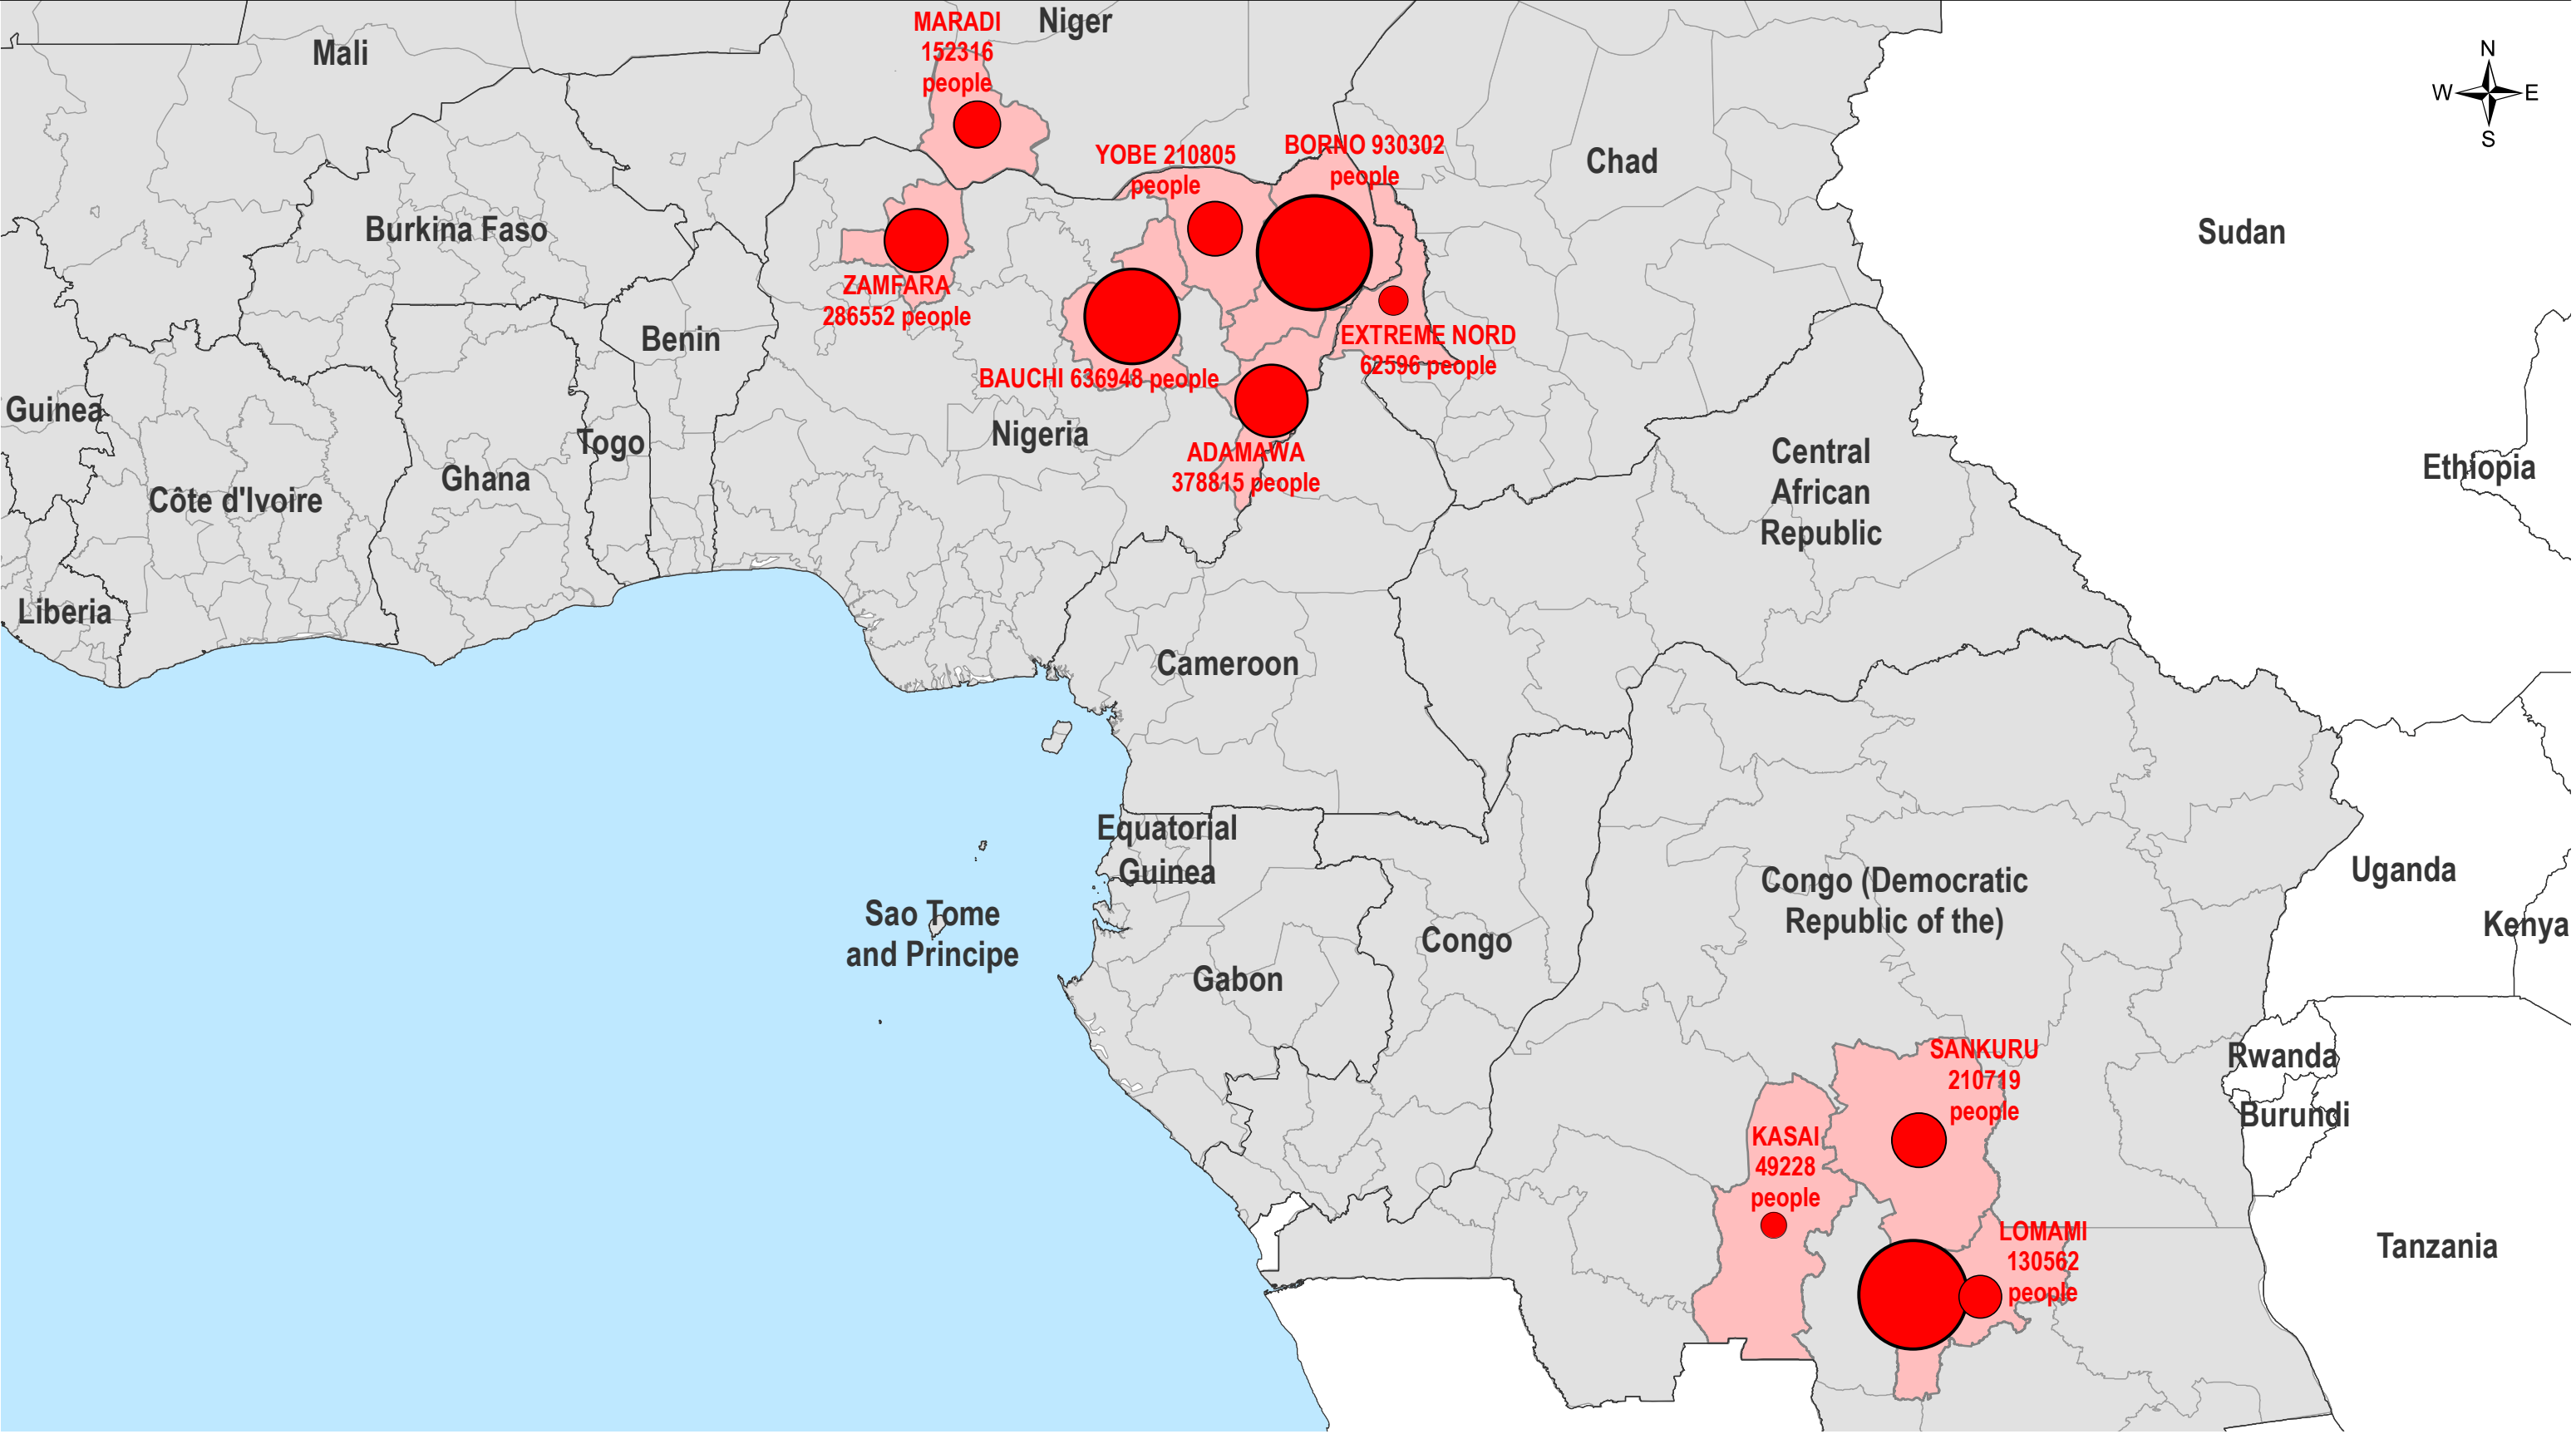 MARADI
152316
people
Niger
Mali
N
W E
S
YOBE 210805
people
BORNO 930302
people
Chad
Burkina Faso
Sudan
ZAMFARA
286552 people
Benin
EXTREME NORD
62596 people
BAUCHI 636948 people
Guinea
Togo
Nigeria
ADAMAWA
378815 people
Ghana
Côte d'Ivoire
Central
African
Republic
Ethiopia
Liberia
Cameroon
Equatorial
Guinea
Sao Tome
and Principe
Gabon
Congo
Congo (Democratic
Republic of the)
Uganda
Kenya
Rwanda
Burundi
SANKURU
210719
people
KASAI
49228
people
LOMAMI
130562
people
Tanzania